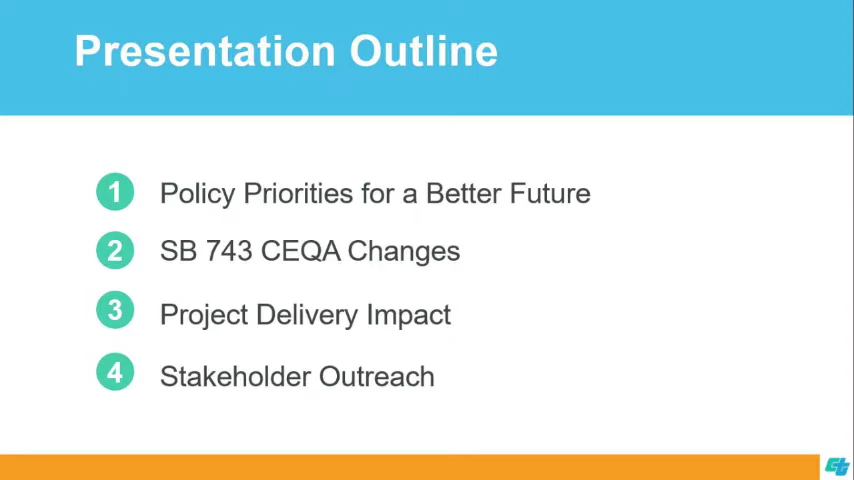 Presentation Outline
1 Policy Priorities for a Better Future
2 SB 743 CEQA Changes
3 Project Delivery Impact
4 Stakeholder Outreach
ct